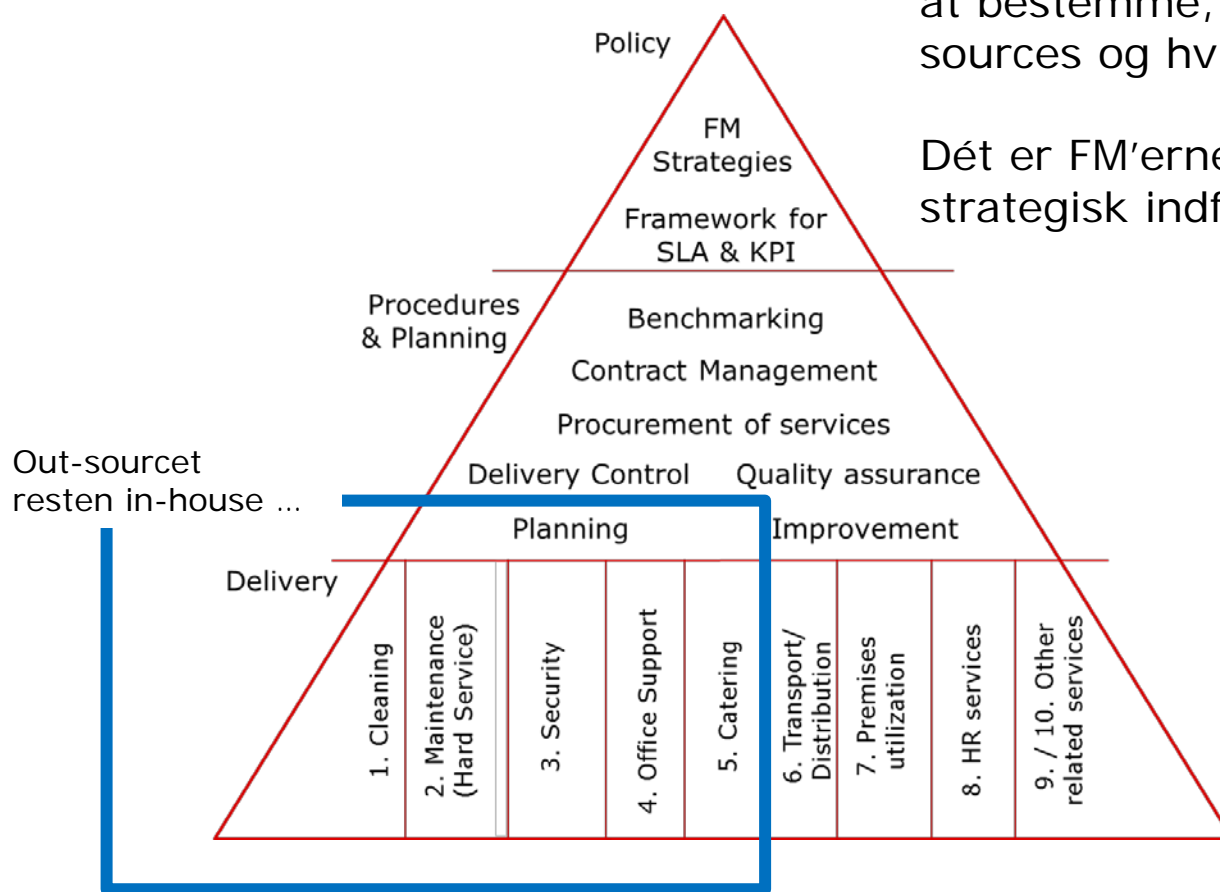 at bestemme,
sources og hv
Dét er FM'erne
strategisk indf
Policy
FM
Strategies
Framework for
SLA & KPI
Procedures
& Planning
Benchmarking
Contract Management
Procurement of services
Delivery Control
Quality assurance
Planning
Improvement
Out-sourcet
resten in-house ...
Delivery
1. Cleaning
2. Maintenance
(Hard Service)
3. Security
4. Office Support
5. Catering
6. Transport/
Distribution
7. Premises
utilization
8. HR services
9. / 10. Other
related services